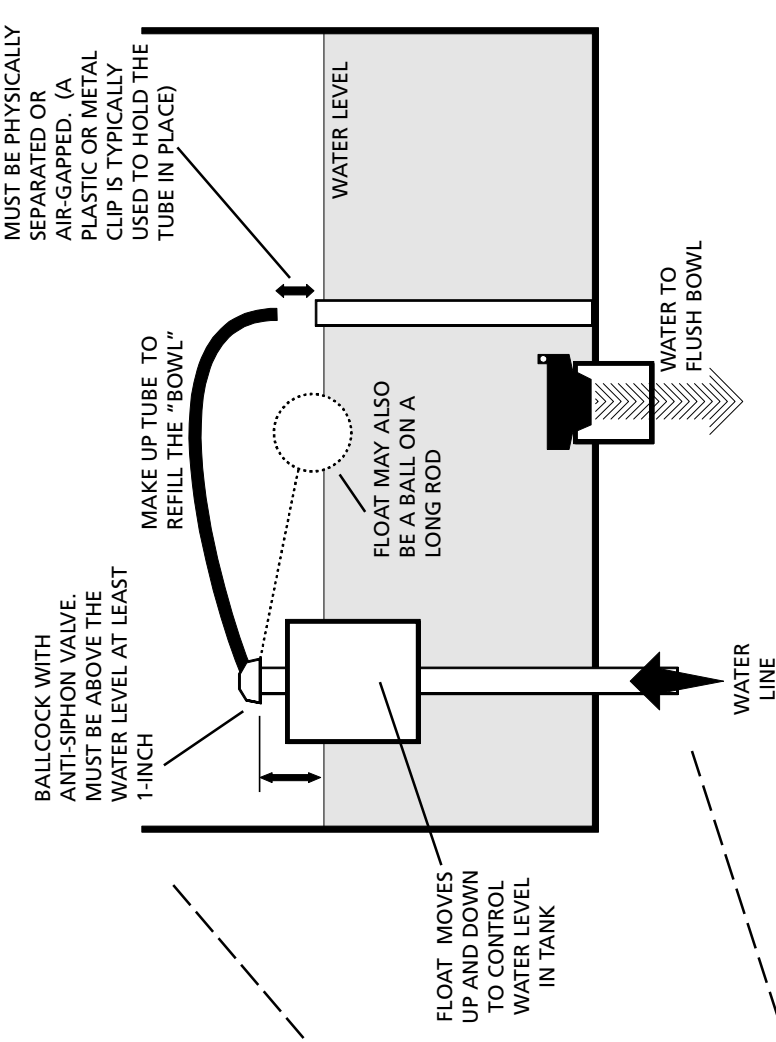 BALLCOCK WITH
ANTI-SIPHON VALVE.
MUST BE ABOVE THE
WATER LEVEL AT LEAST
1-INCH
MAKE UP TUBE TO
REFILL THE “BOWL”
MUST BE PHYSICALLY
SEPARATED OR
AIR-GAPPED. (A
PLASTIC OR METAL
CLIP IS TYPICALLY
USED TO HOLD THE
TUBE IN PLACE)
WATER LEVEL
FLOAT MAY ALSO
BE A BALL ON A
LONG ROD
FLOAT MOVES
UP AND DOWN
TO CONTROL
WATER LEVEL
IN TANK
WATER TO
FLUSH BOWL
WATER
LINE